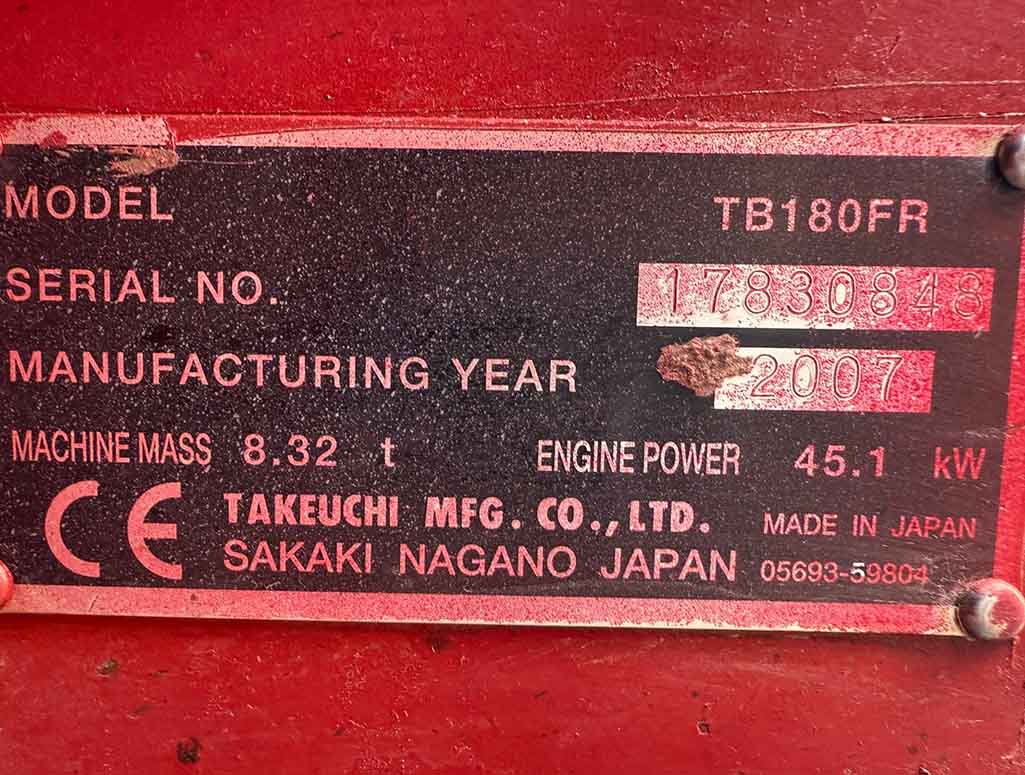 MODEL TB180FR
SERIAL NO. 17830848
MANUFACTURING YEAR 2007
MACHINE MASS 8.32 t ENGINE POWER 45.1 kW
CE TAKEUCHI MFG. CO., LTD. MADE IN JAPAN
SAKAKI NAGANO JAPAN 05693-59804